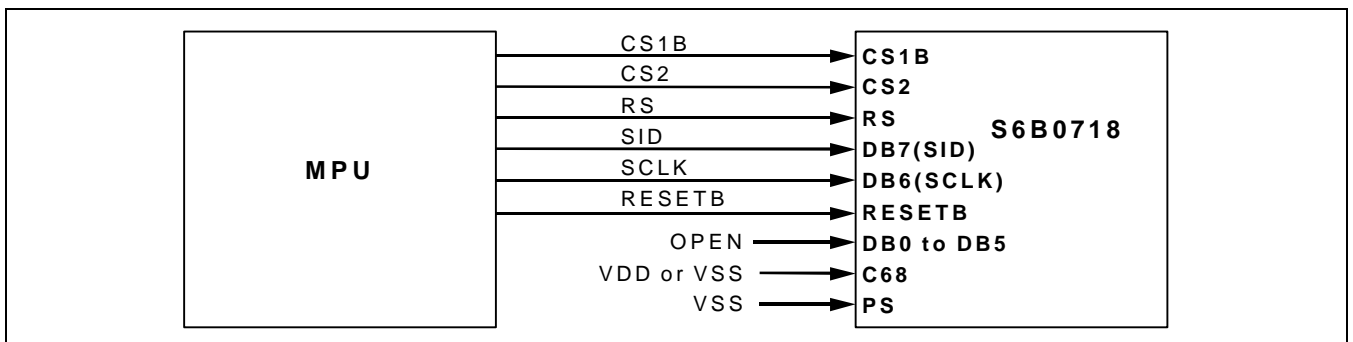 MPU
CS1B
CS2
RS
SID
SCLK
RESETB
OPEN
VDD or VSS
VSS
CS1B
CS2
RS
DB7(SID)
DB6(SCLK)
RESETB
DB0 to DB5
C68
PS
S6B0718